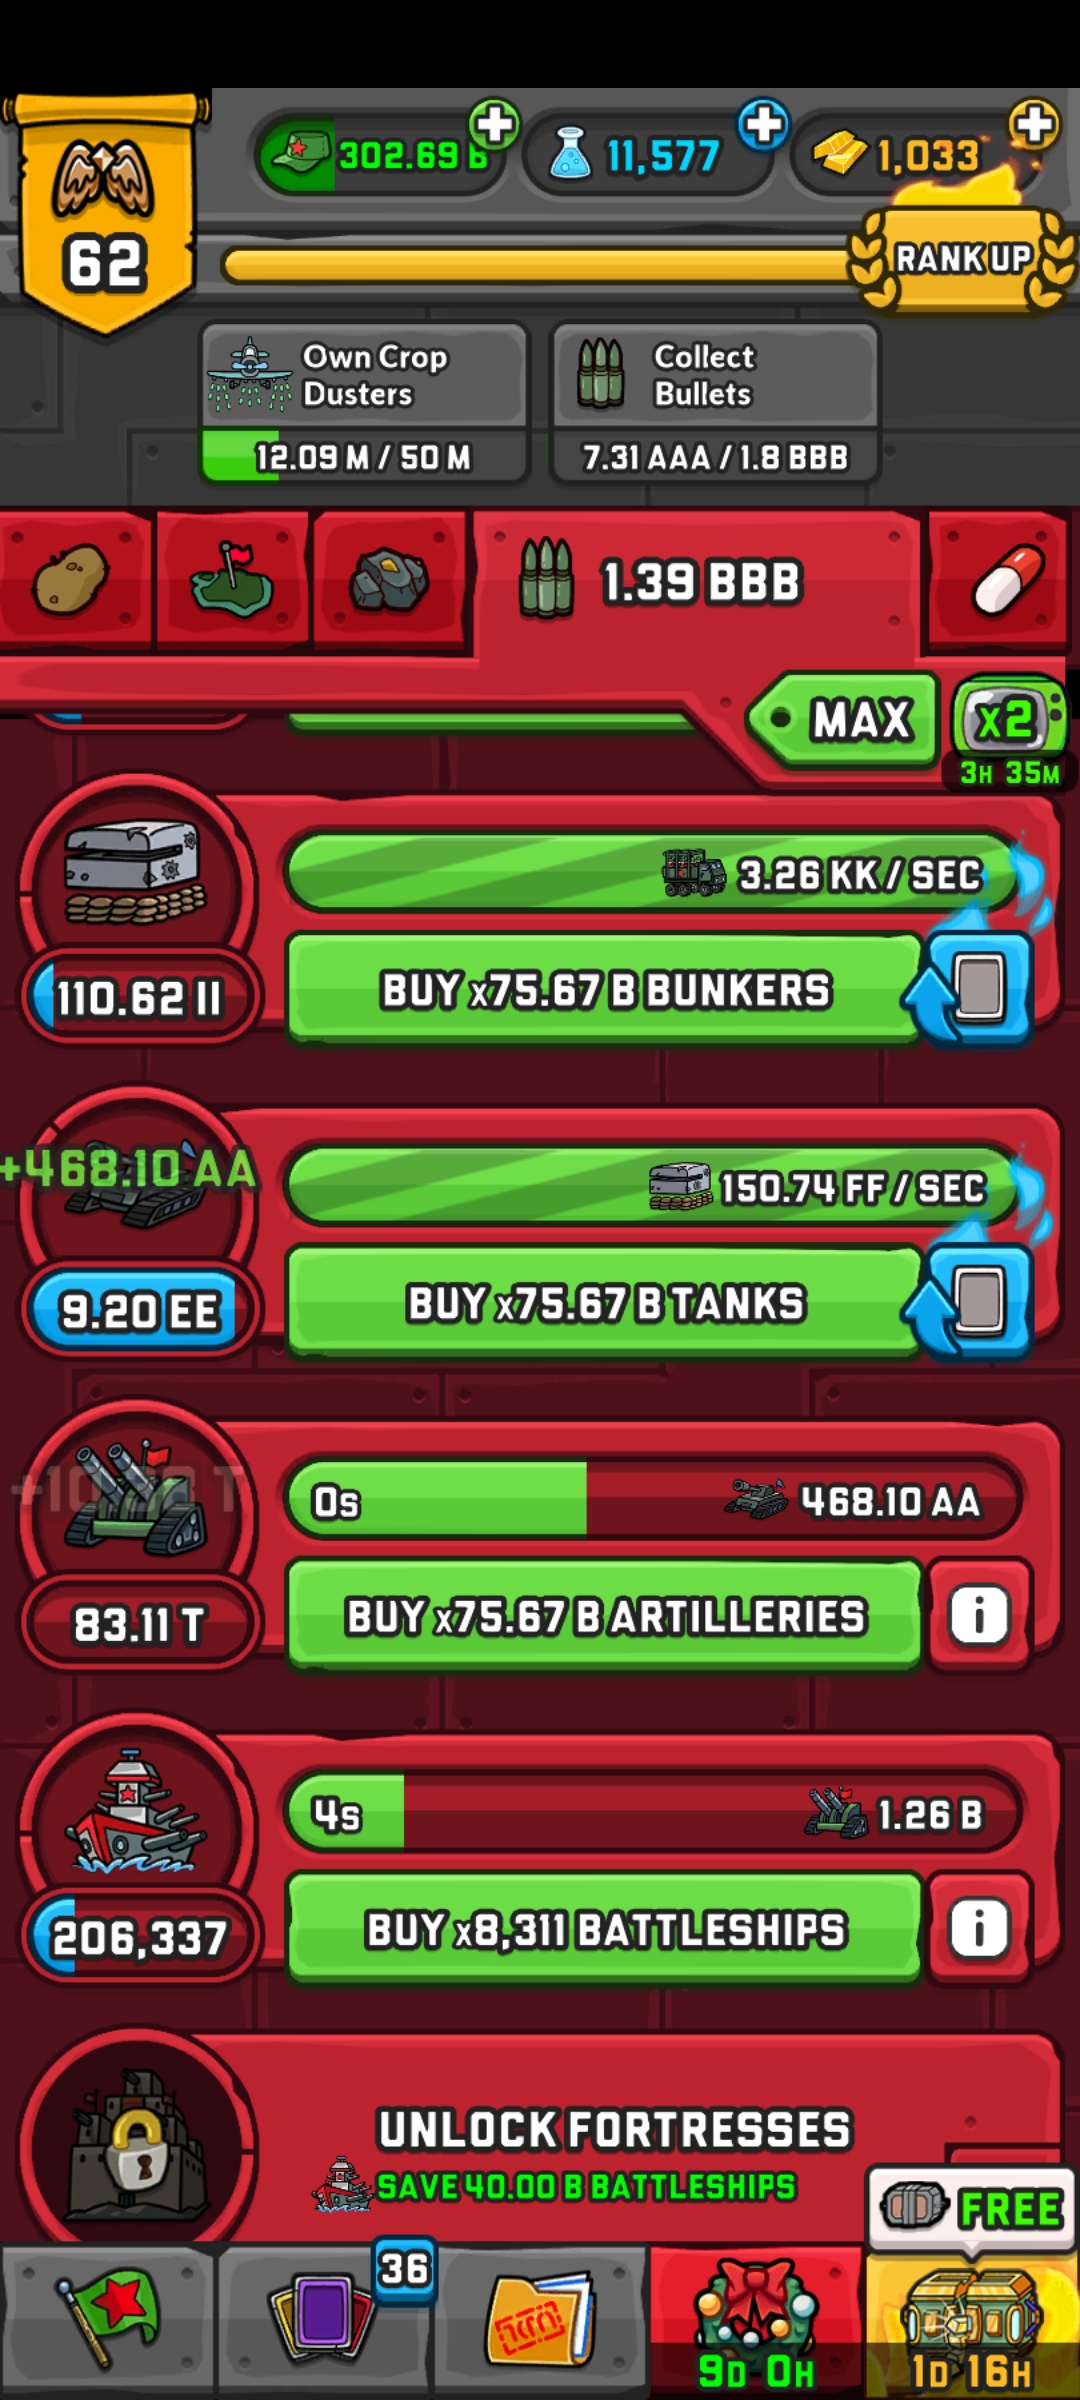 62
302.69 B
11,577
1,033
RANK UP
Own Crop
Dusters
12.09 M / 50 M
Collect
Bullets
7.31 AAA / 1.8 BBB
1.39 BBB
MAX
x2
3H 35M
3.26 KK / SEC
110.62 II
BUY x75.67 B BUNKERS
+468.10 AA
150.74 FF / SEC
9.20 EE
BUY x75.67 B TANKS
0s
468.10 AA
83.11 T
BUY x75.67 B ARTILLERIES
i
4s
1.26 B
206,337
BUY x8,311 BATTLESHIPS
i
UNLOCK FORTRESSES
SAVE 40.00 B BATTLESHIPS
FREE
36
9D 0H
1D 16H